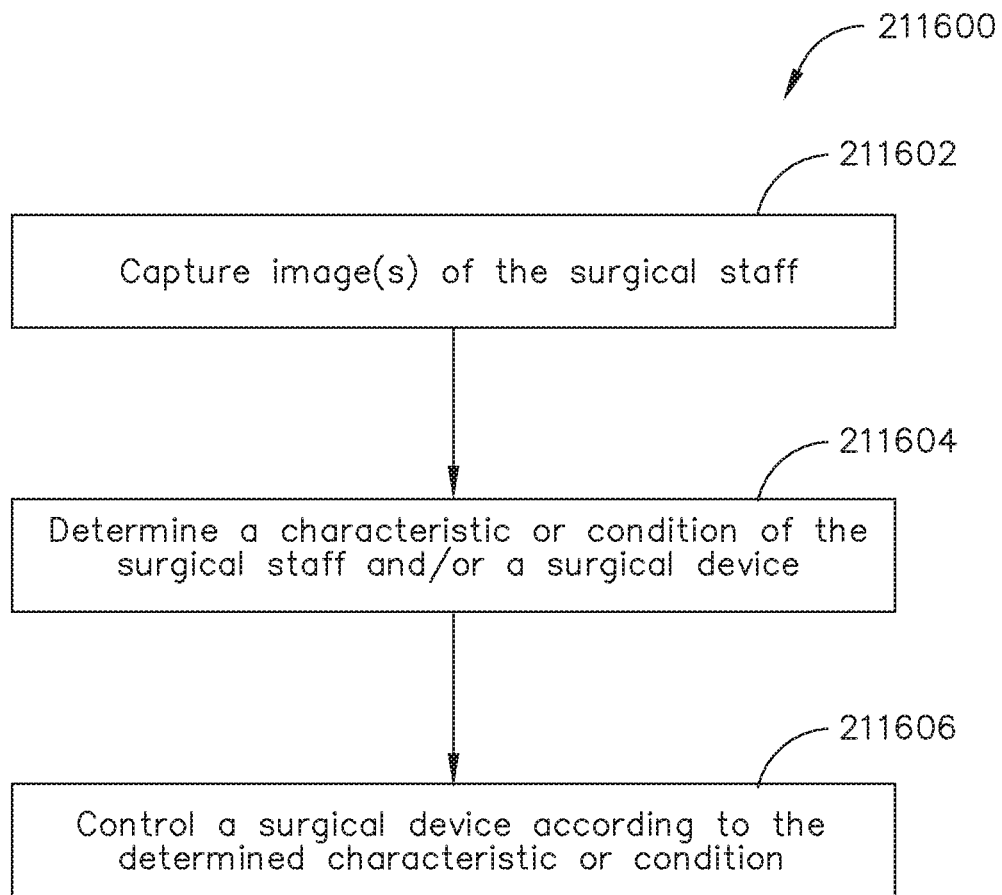 211600
211602
Capture image(s) of the surgical staff
211604
Determine a characteristic or condition of the
surgical staff and/or a surgical device
211606
Control a surgical device according to the
determined characteristic or condition